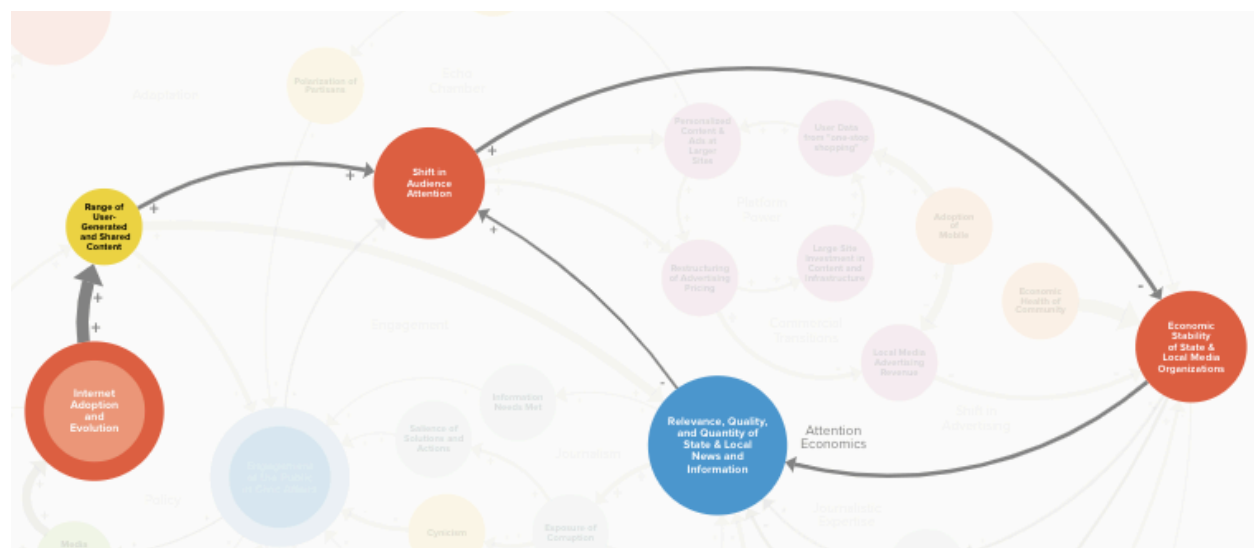 Polarization of
Partisans
Echo
Chamber
Adaptation
Personalized
Content &
Ads at
Larger
Sites
User Data
from "one-stop
shopping"
Shift in
Audience
Attention
Range of
User-
Generated
and Shared
Content
Platform
Power
Adoption
of
Mobile
Restructuring
of Advertising
Pricing
Large Site
Investment in
Content and
Infrastructure
Economic
Health of
Community
Engagement
Commercial
Transitions
Economic
Stability
of State &
Local Media
Organizations
Local Media
Advertising
Revenue
Internet
Adoption
and
Evolution
Information
Needs Met
Shift in
Advertising
Salience of
Solutions and
Actions
Relevance, Quality,
and Quantity of
State & Local
News and
Information
Attention
Economics
Journalism
Policy
Journalistic
Expertise
Cynicism
Exposure of
Corruption
Media